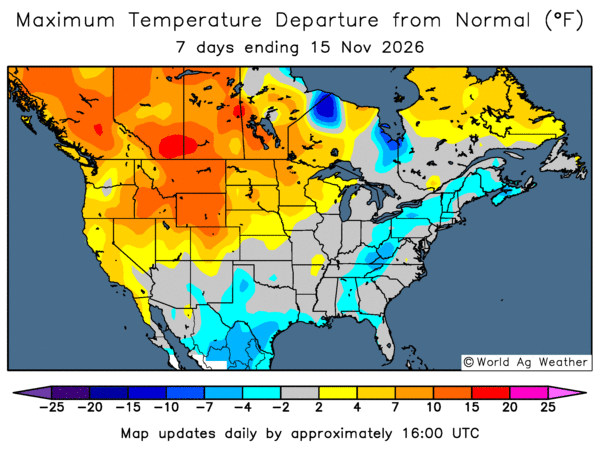 Maximum Temperature Departure from Normal (°F)
7 days ending 15 Nov 2026
© World Ag Weather
−25 −20 −15 −10 −7 −4 −2 2 4 7 10 15 20 25
Map updates daily by approximately 16:00 UTC